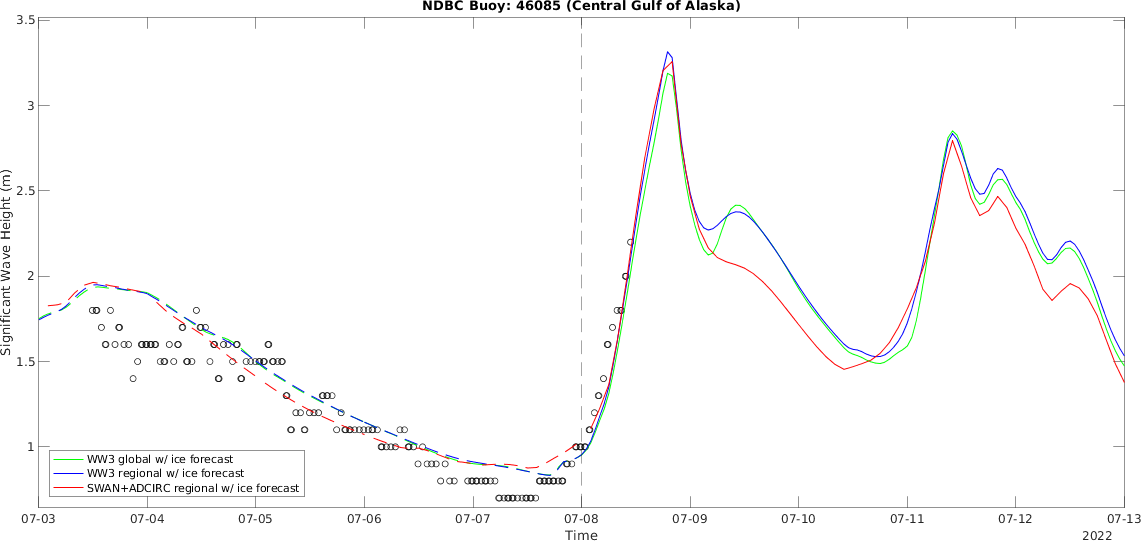 NDBC Buoy: 46085 (Central Gulf of Alaska)
3.5
3
2.5
2
1.5
1
Significant Wave Height (m)
WW3 global w/ ice forecast
WW3 regional w/ ice forecast
SWAN+ADCIRC regional w/ ice forecast
07-03 07-04 07-05 07-06 07-07 07-08 07-09 07-10 07-11 07-12 07-13
Time
2022